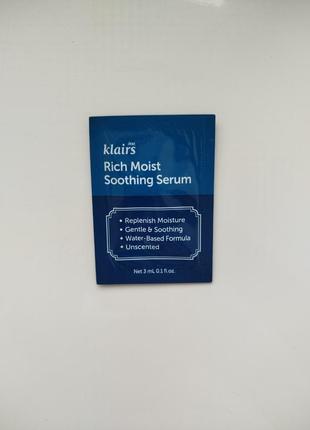 klairs
Rich Moist
Soothing Serum
• Replenish Moisture
• Gentle & Soothing
• Water-Based Formula
• Unscented
Net 3 mL 0.1 fl.oz.